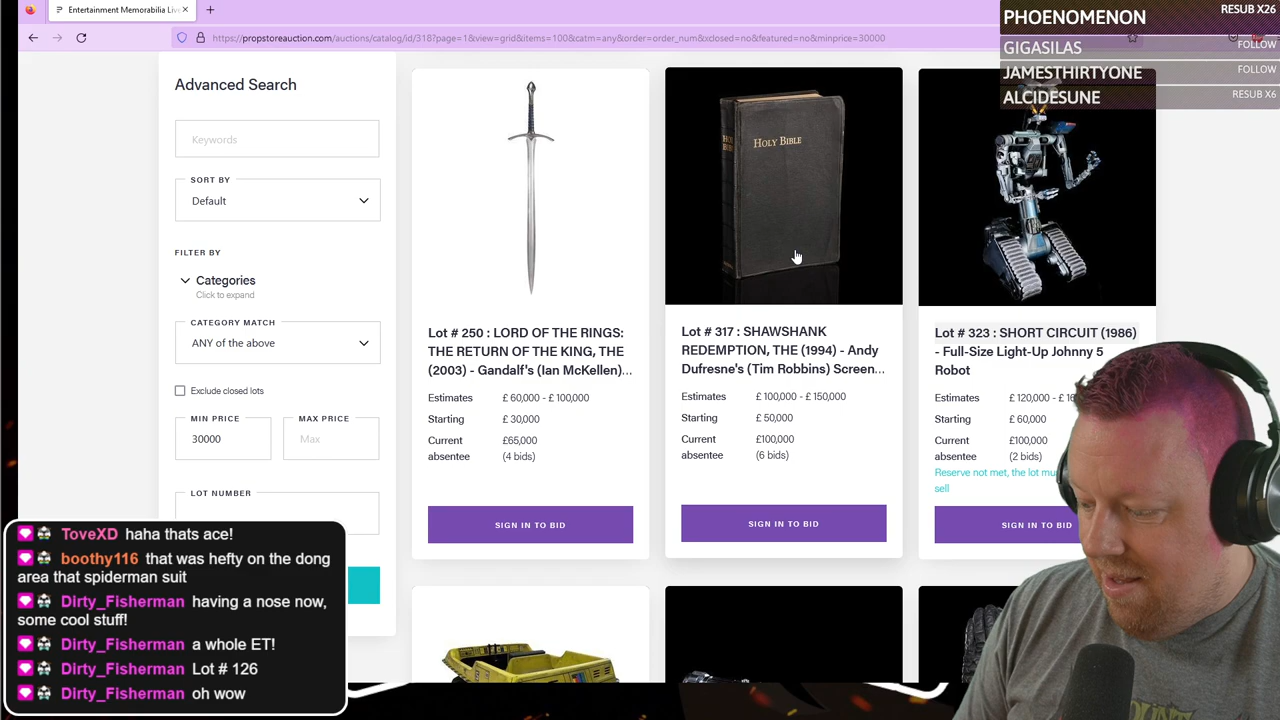 Entertainment Memorabilia Live
https://propstoreauction.com/auctions/catalog/id/318?page=1&view=grid&items=100&catm=any&order=order_num&xclosed=no&featured=no&minprice=30000
PHOENOMENON RESUB X26
GIGASILAS FOLLOW
JAMESTHIRTYONE FOLLOW
ALCIDESUNE RESUB X6
Advanced Search
Keywords
SORT BY
Default
FILTER BY
Categories
Click to expand
CATEGORY MATCH
ANY of the above
Exclude closed lots
MIN PRICE
30000
MAX PRICE
Max
LOT NUMBER
Lot # 250 : LORD OF THE RINGS:
THE RETURN OF THE KING, THE
(2003) - Gandalf's (Ian McKellen)...
Estimates £ 60,000 - £ 100,000
Starting £ 30,000
Current £65,000
absentee (4 bids)
SIGN IN TO BID
HOLY BIBLE
HOLY BIBLE
Lot # 317 : SHAWSHANK
REDEMPTION, THE (1994) - Andy
Dufresne's (Tim Robbins) Screen...
Estimates £ 100,000 - £ 150,000
Starting £ 50,000
Current £100,000
absentee (6 bids)
SIGN IN TO BID
Lot # 323 : SHORT CIRCUIT (1986)
- Full-Size Light-Up Johnny 5
Robot
Estimates £ 120,000 - £
Starting £ 60,000
Current £100,000
absentee (2 bids)
Reserve not met, the lot
sell
SIGN IN TO BID
ToveXD haha thats ace!
boothy116 that was hefty on the dong
area that spiderman suit
Dirty_Fisherman having a nose now,
some cool stuff!
Dirty_Fisherman a whole ET!
Dirty_Fisherman Lot # 126
Dirty_Fisherman oh wow